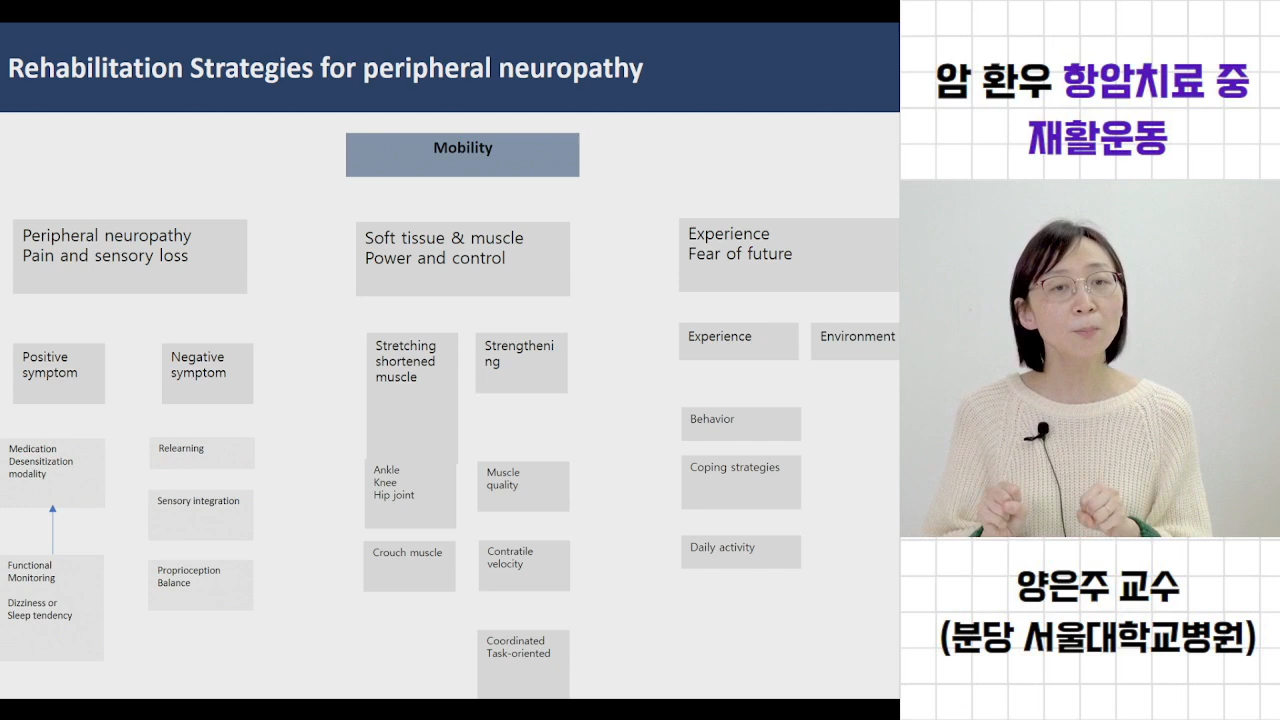 Rehabilitation Strategies for peripheral neuropathy
Mobility
Peripheral neuropathy
Pain and sensory loss
Soft tissue & muscle
Power and control
Experience
Fear of future
Positive
symptom
Negative
symptom
Stretching
shortened
muscle
Strengtheni
ng
Experience
Environment
Medication
Desensitization
modality
Relearning
Sensory integration
Proprioception
Balance
Functional
Monitoring
Dizziness or
Sleep tendency
Ankle
Knee
Hip joint
Crouch muscle
Muscle
quality
Contratile
velocity
Coordinated
Task-oriented
Behavior
Coping strategies
Daily activity
암 환우 항암치료 중
재활운동
양은주 교수
(분당 서울대학교병원)